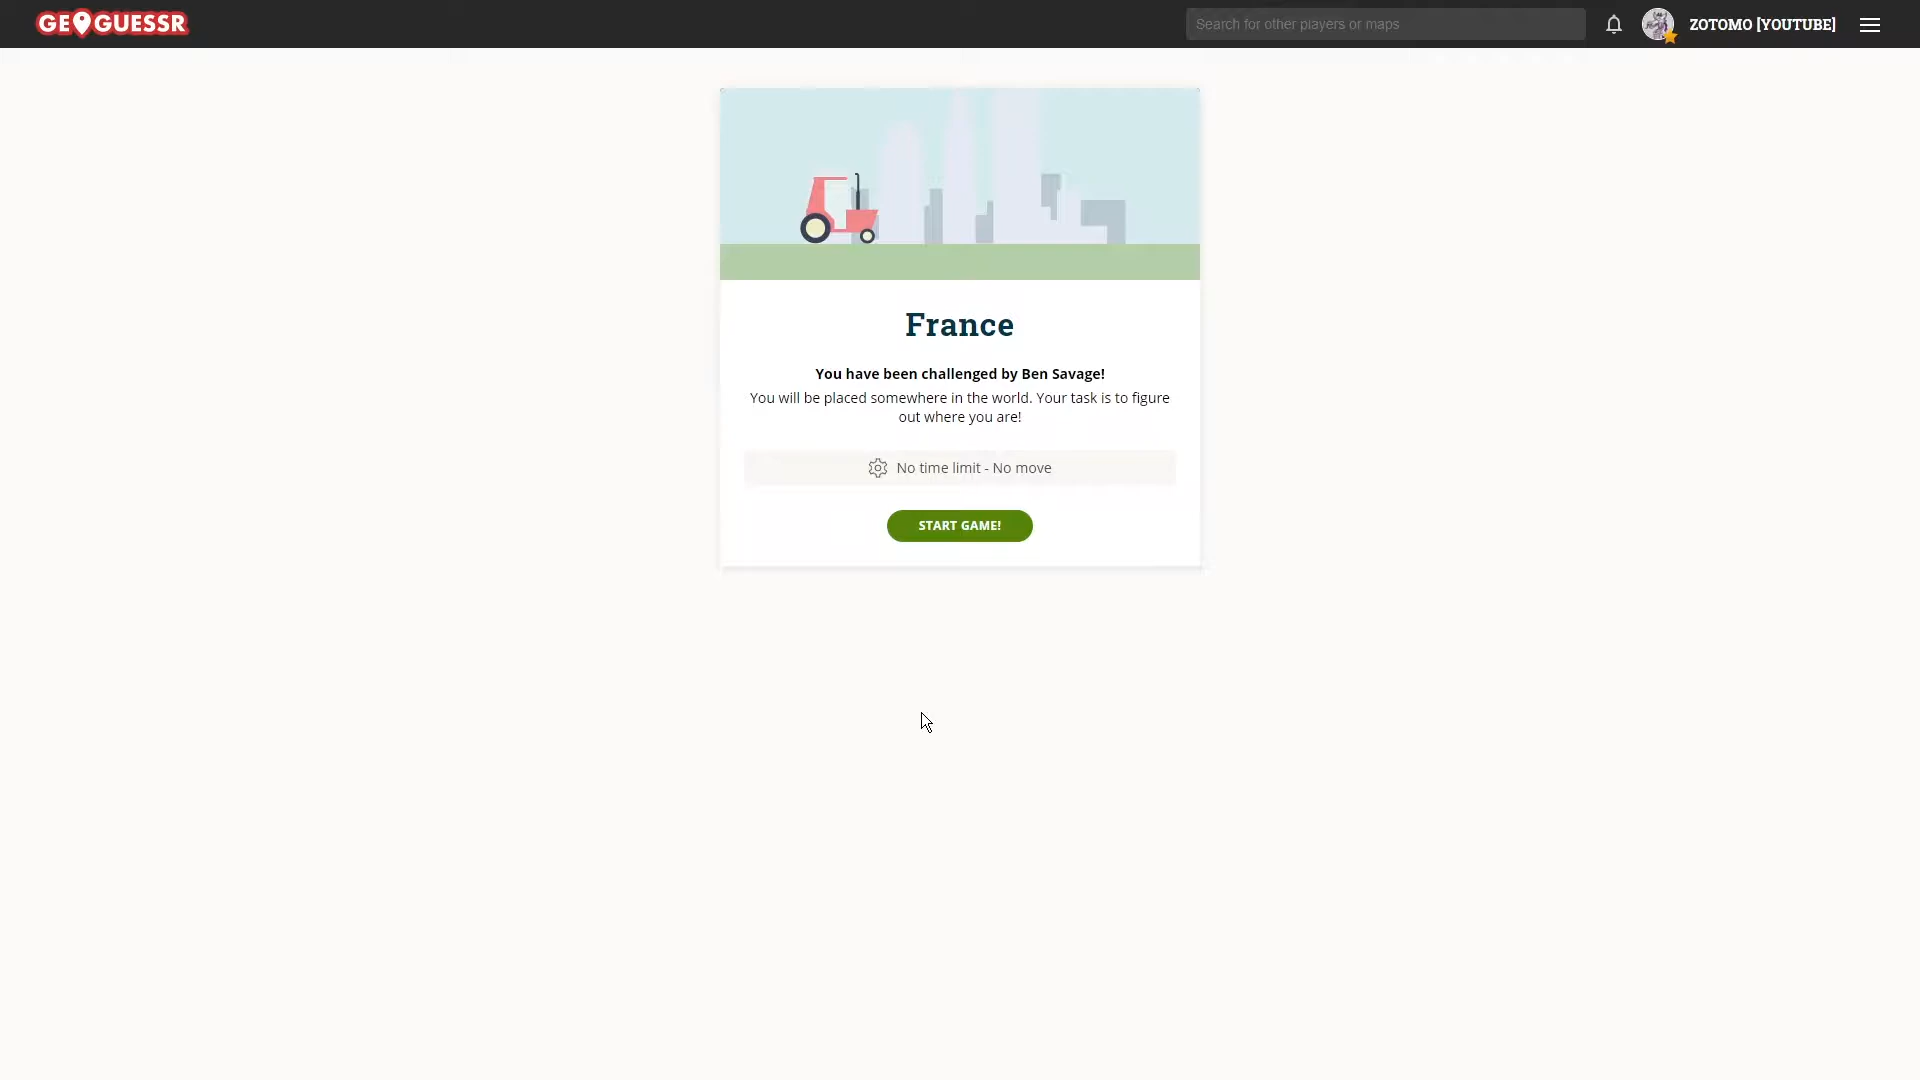 GEOGUESSR
Search for other players or maps
ZOTOMO [YOUTUBE]
France
You have been challenged by Ben Savage!
You will be placed somewhere in the world. Your task is to figure
out where you are!
No time limit - No move
START GAME!